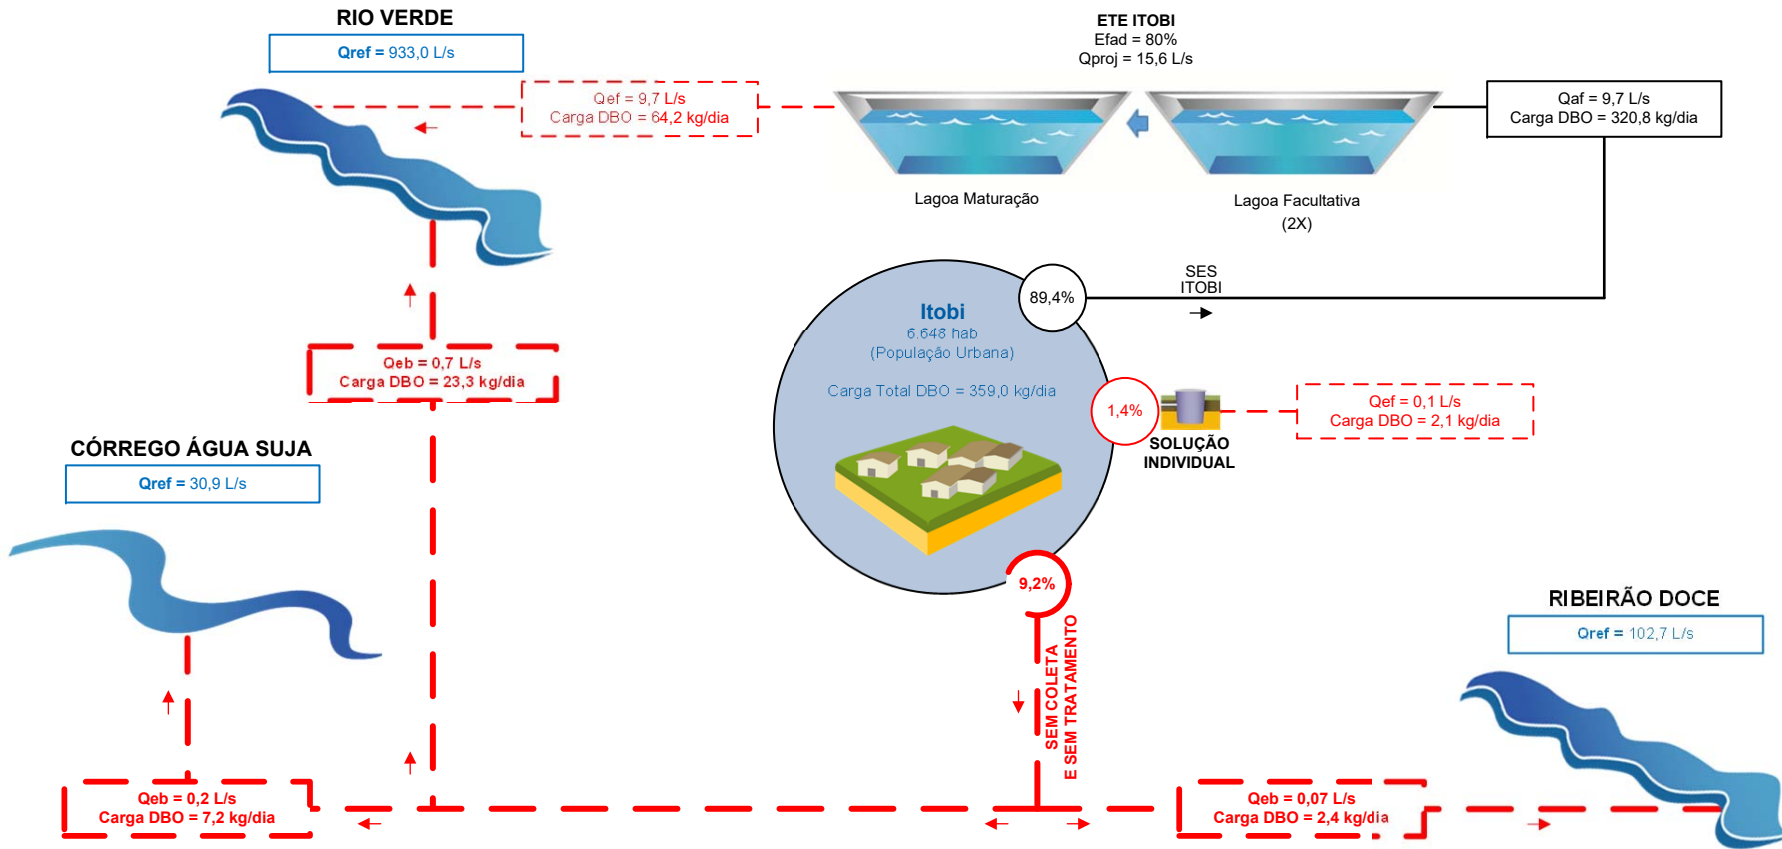 RIO VERDE
Qref = 933,0 L/s
Qef = 9,7 L/s
Carga DBO = 64,2 kg/dia
ETE ITOBI
Efad = 80%
Qproj = 15,6 L/s
Qaf = 9,7 L/s
Carga DBO = 320,8 kg/dia
Lagoa Maturação
Lagoa Facultativa
(2X)
SES
ITOBI
89,4%
Itobi
6.648 hab
(População Urbana)
Carga Total DBO = 359,0 kg/dia
1,4%
SOLUÇÃO
INDIVIDUAL
Qef = 0,1 L/s
Carga DBO = 2,1 kg/dia
Qeb = 0,7 L/s
Carga DBO = 23,3 kg/dia
CÓRREGO ÁGUA SUJA
Qref = 30,9 L/s
9,2%
SEM COLETA
E SEM TRATAMENTO
RIBEIRÃO DOCE
Qref = 102,7 L/s
Qeb = 0,2 L/s
Carga DBO = 7,2 kg/dia
Qeb = 0,07 L/s
Carga DBO = 2,4 kg/dia